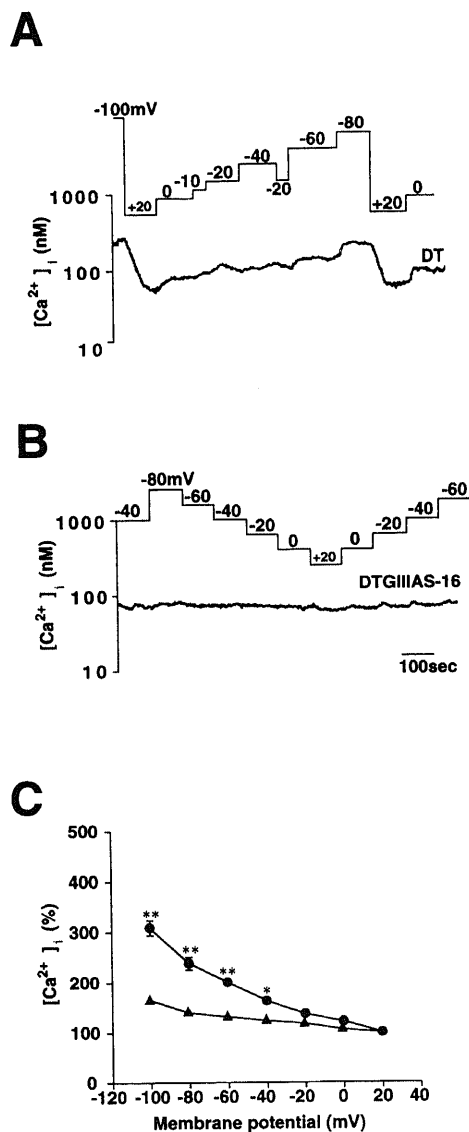 A
-100mV
-80
-60
-40
-20
-10
0
+20
-20
+20
0
1000
100
10
[Ca2+]i (nM)
DT
B
-80mV
-40
-60
-40
-20
0
+20
0
-20
-40
-60
1000
100
10
[Ca2+]i (nM)
DTGIIIAS-16
100sec
C
500
400
300
200
100
0
[Ca2+]i (%)
**
**
**
*
-120 -100 -80 -60 -40 -20 0 20 40
Membrane potential (mV)